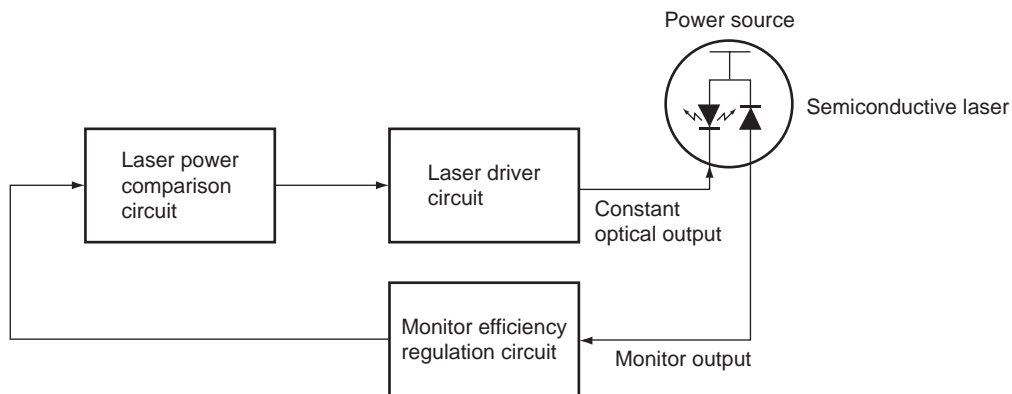 Power source
Semiconductive laser
Laser power
comparison
circuit
Laser driver
circuit
Constant
optical output
Monitor efficiency
regulation circuit
Monitor output